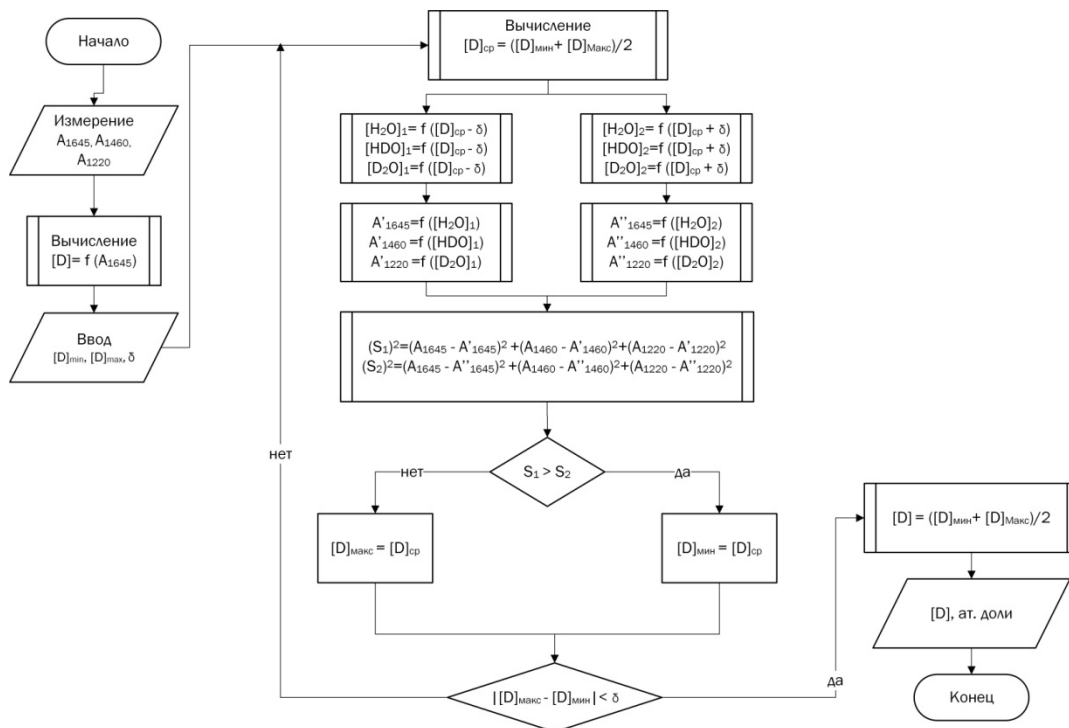 Начало
Измерение
A₁₆₄₅, A₁₄₆₀,
A₁₂₂₀
Вычисление
[D]= f (A₁₆₄₅)
Ввод
[D]min, [D]max, δ
Вычисление
[D]ср = ([D]мин+ [D]Макс)/2
[H₂O]₁= f ([D]ср - δ)
[HDO]₁=f ([D]ср - δ)
[D₂O]₁=f ([D]ср - δ)
[H₂O]₂= f ([D]ср + δ)
[HDO]₂=f ([D]ср + δ)
[D₂O]₂=f ([D]ср + δ)
A'₁₆₄₅=f ([H₂O]₁)
A'₁₄₆₀ =f ([HDO]₁)
A'₁₂₂₀ =f ([D₂O]₁)
A''₁₆₄₅=f ([H₂O]₂)
A''₁₄₆₀ =f ([HDO]₂)
A''₁₂₂₀ =f ([D₂O]₂)
(S₁)²=(A₁₆₄₅ - A'₁₆₄₅)² +(A₁₄₆₀ - A'₁₄₆₀)²+(A₁₂₂₀ - A'₁₂₂₀)²
(S₂)²=(A₁₆₄₅ - A''₁₆₄₅)² +(A₁₄₆₀ - A''₁₄₆₀)²+(A₁₂₂₀ - A''₁₂₂₀)²
S₁ > S₂
нет
да
[D]макс = [D]ср
[D]мин = [D]ср
|[D]макс - [D]мин| < δ
нет
да
[D] = ([D]мин+ [D]Макс)/2
[D], ат. доли
Конец